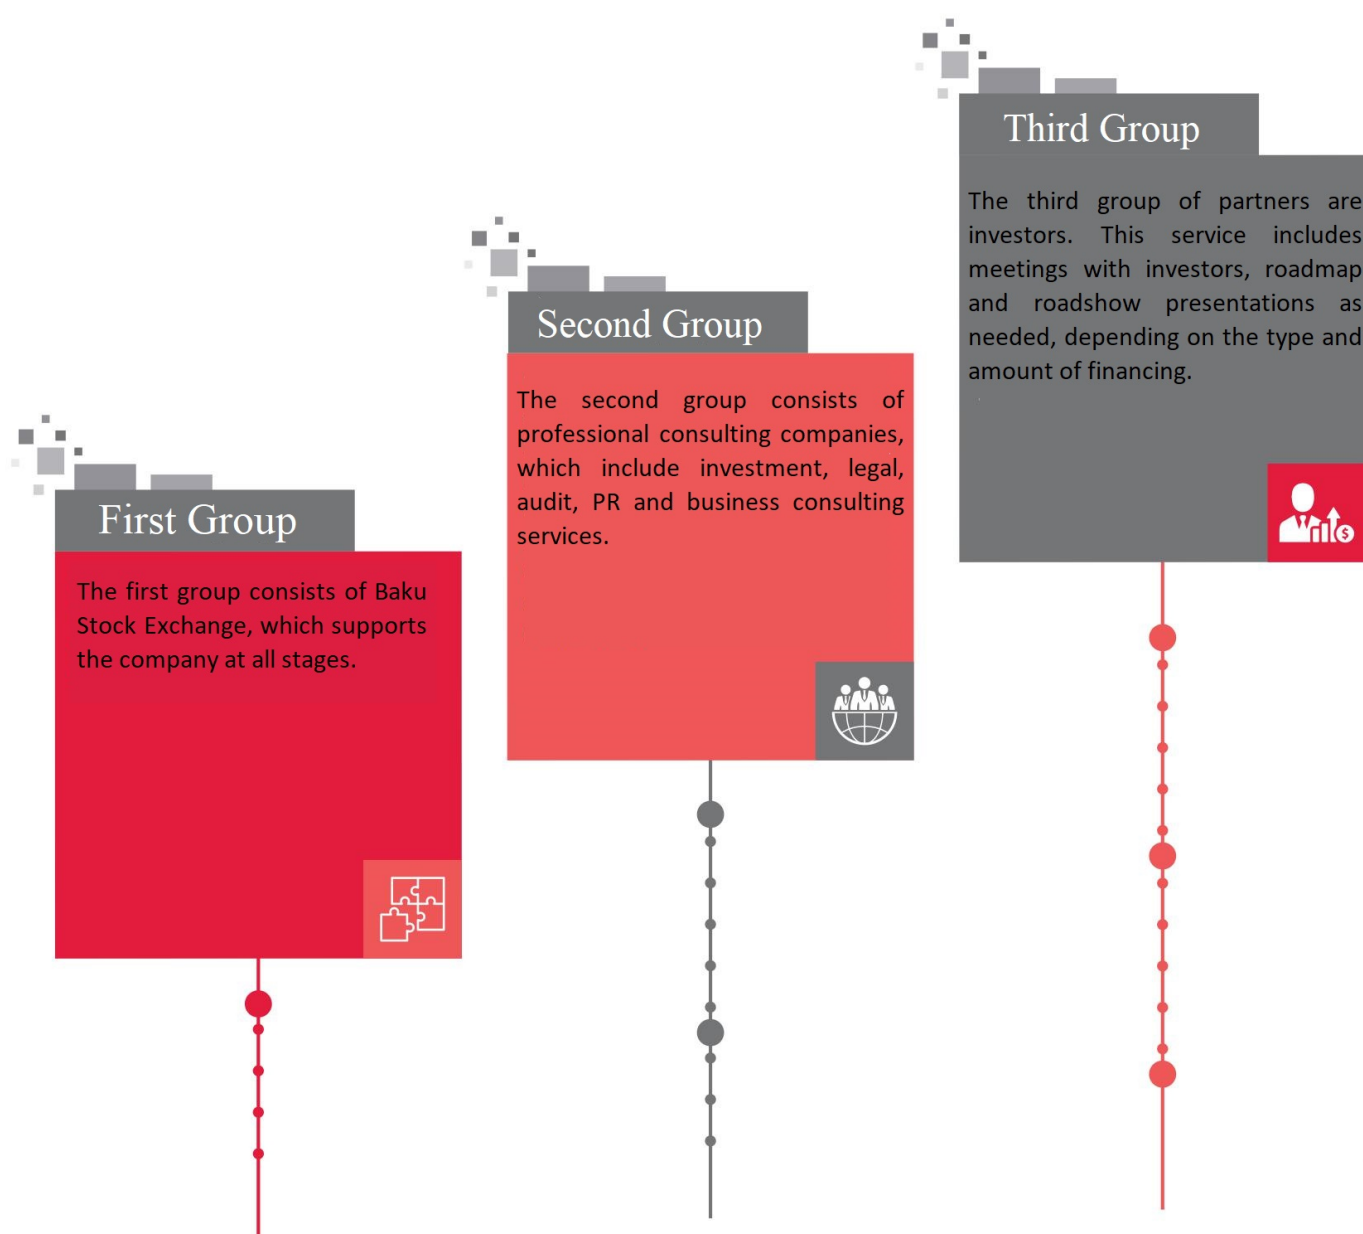 First Group
The first group consists of Baku
Stock Exchange, which supports
the company at all stages.
Second Group
The second group consists of
professional consulting companies,
which include investment, legal,
audit, PR and business consulting
services.
Third Group
The third group of partners are
investors. This service includes
meetings with investors, roadmap
and roadshow presentations as
needed, depending on the type and
amount of financing.
$